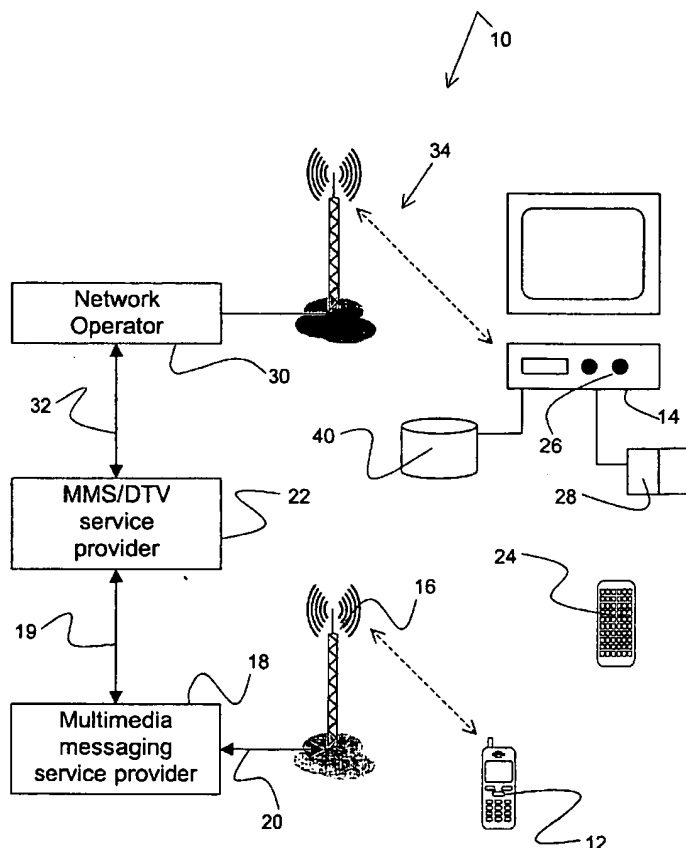 10
34
Network
Operator
30
32
14
26
40
28
MMS/DTV
service
provider
22
24
16
19
18
Multimedia
messaging
service provider
20
12